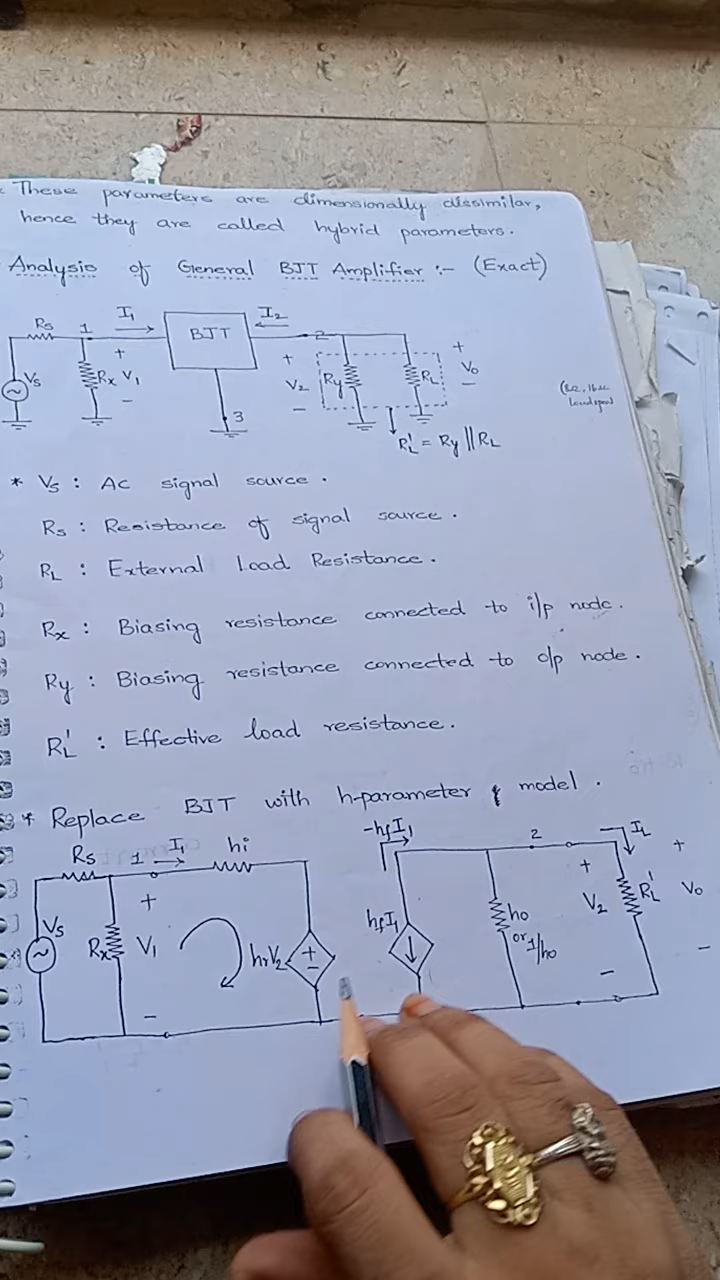 These parameters are dimensionally dissimilar,
hence they are called hybrid parameters.
Analysis of General BJT Amplifier :- (Exact)
Rs 1 I1 BJT I2 2
Vs Rx + V1 - + V2 - Ry RL + Vo -
3
RL' = Ry || RL
* Vs : Ac signal source.
Rs : Resistance of signal source.
RL : External Load Resistance.
Rx : Biasing resistance connected to i/p node.
Ry : Biasing resistance connected to o/p node.
RL' : Effective load resistance.
* Replace BJT with h-parameter model.
Rs 1 I1 hi -hfI1 2 IL
Vs Rx + V1 - hrV2 + - hfI1 ho or 1/ho + V2 - RL' + Vo -